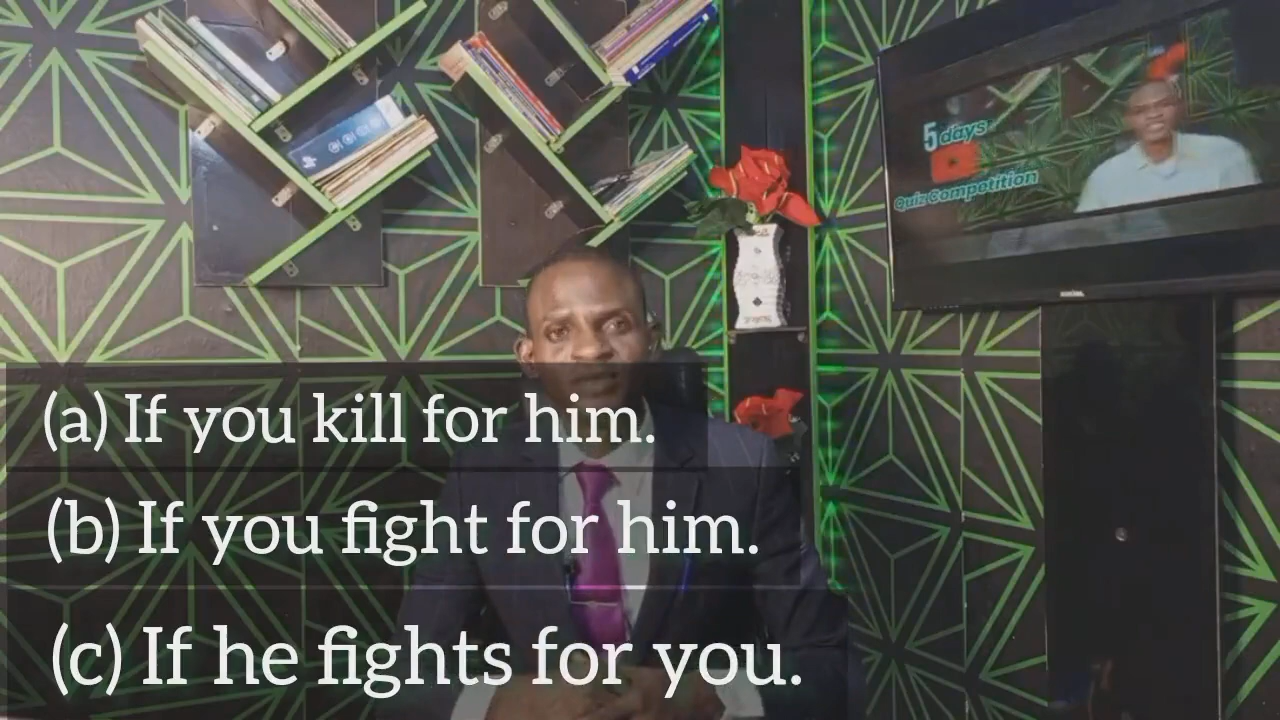 5 days
Quiz Competition
(a) If you kill for him.
(b) If you fight for him.
(c) If he fights for you.